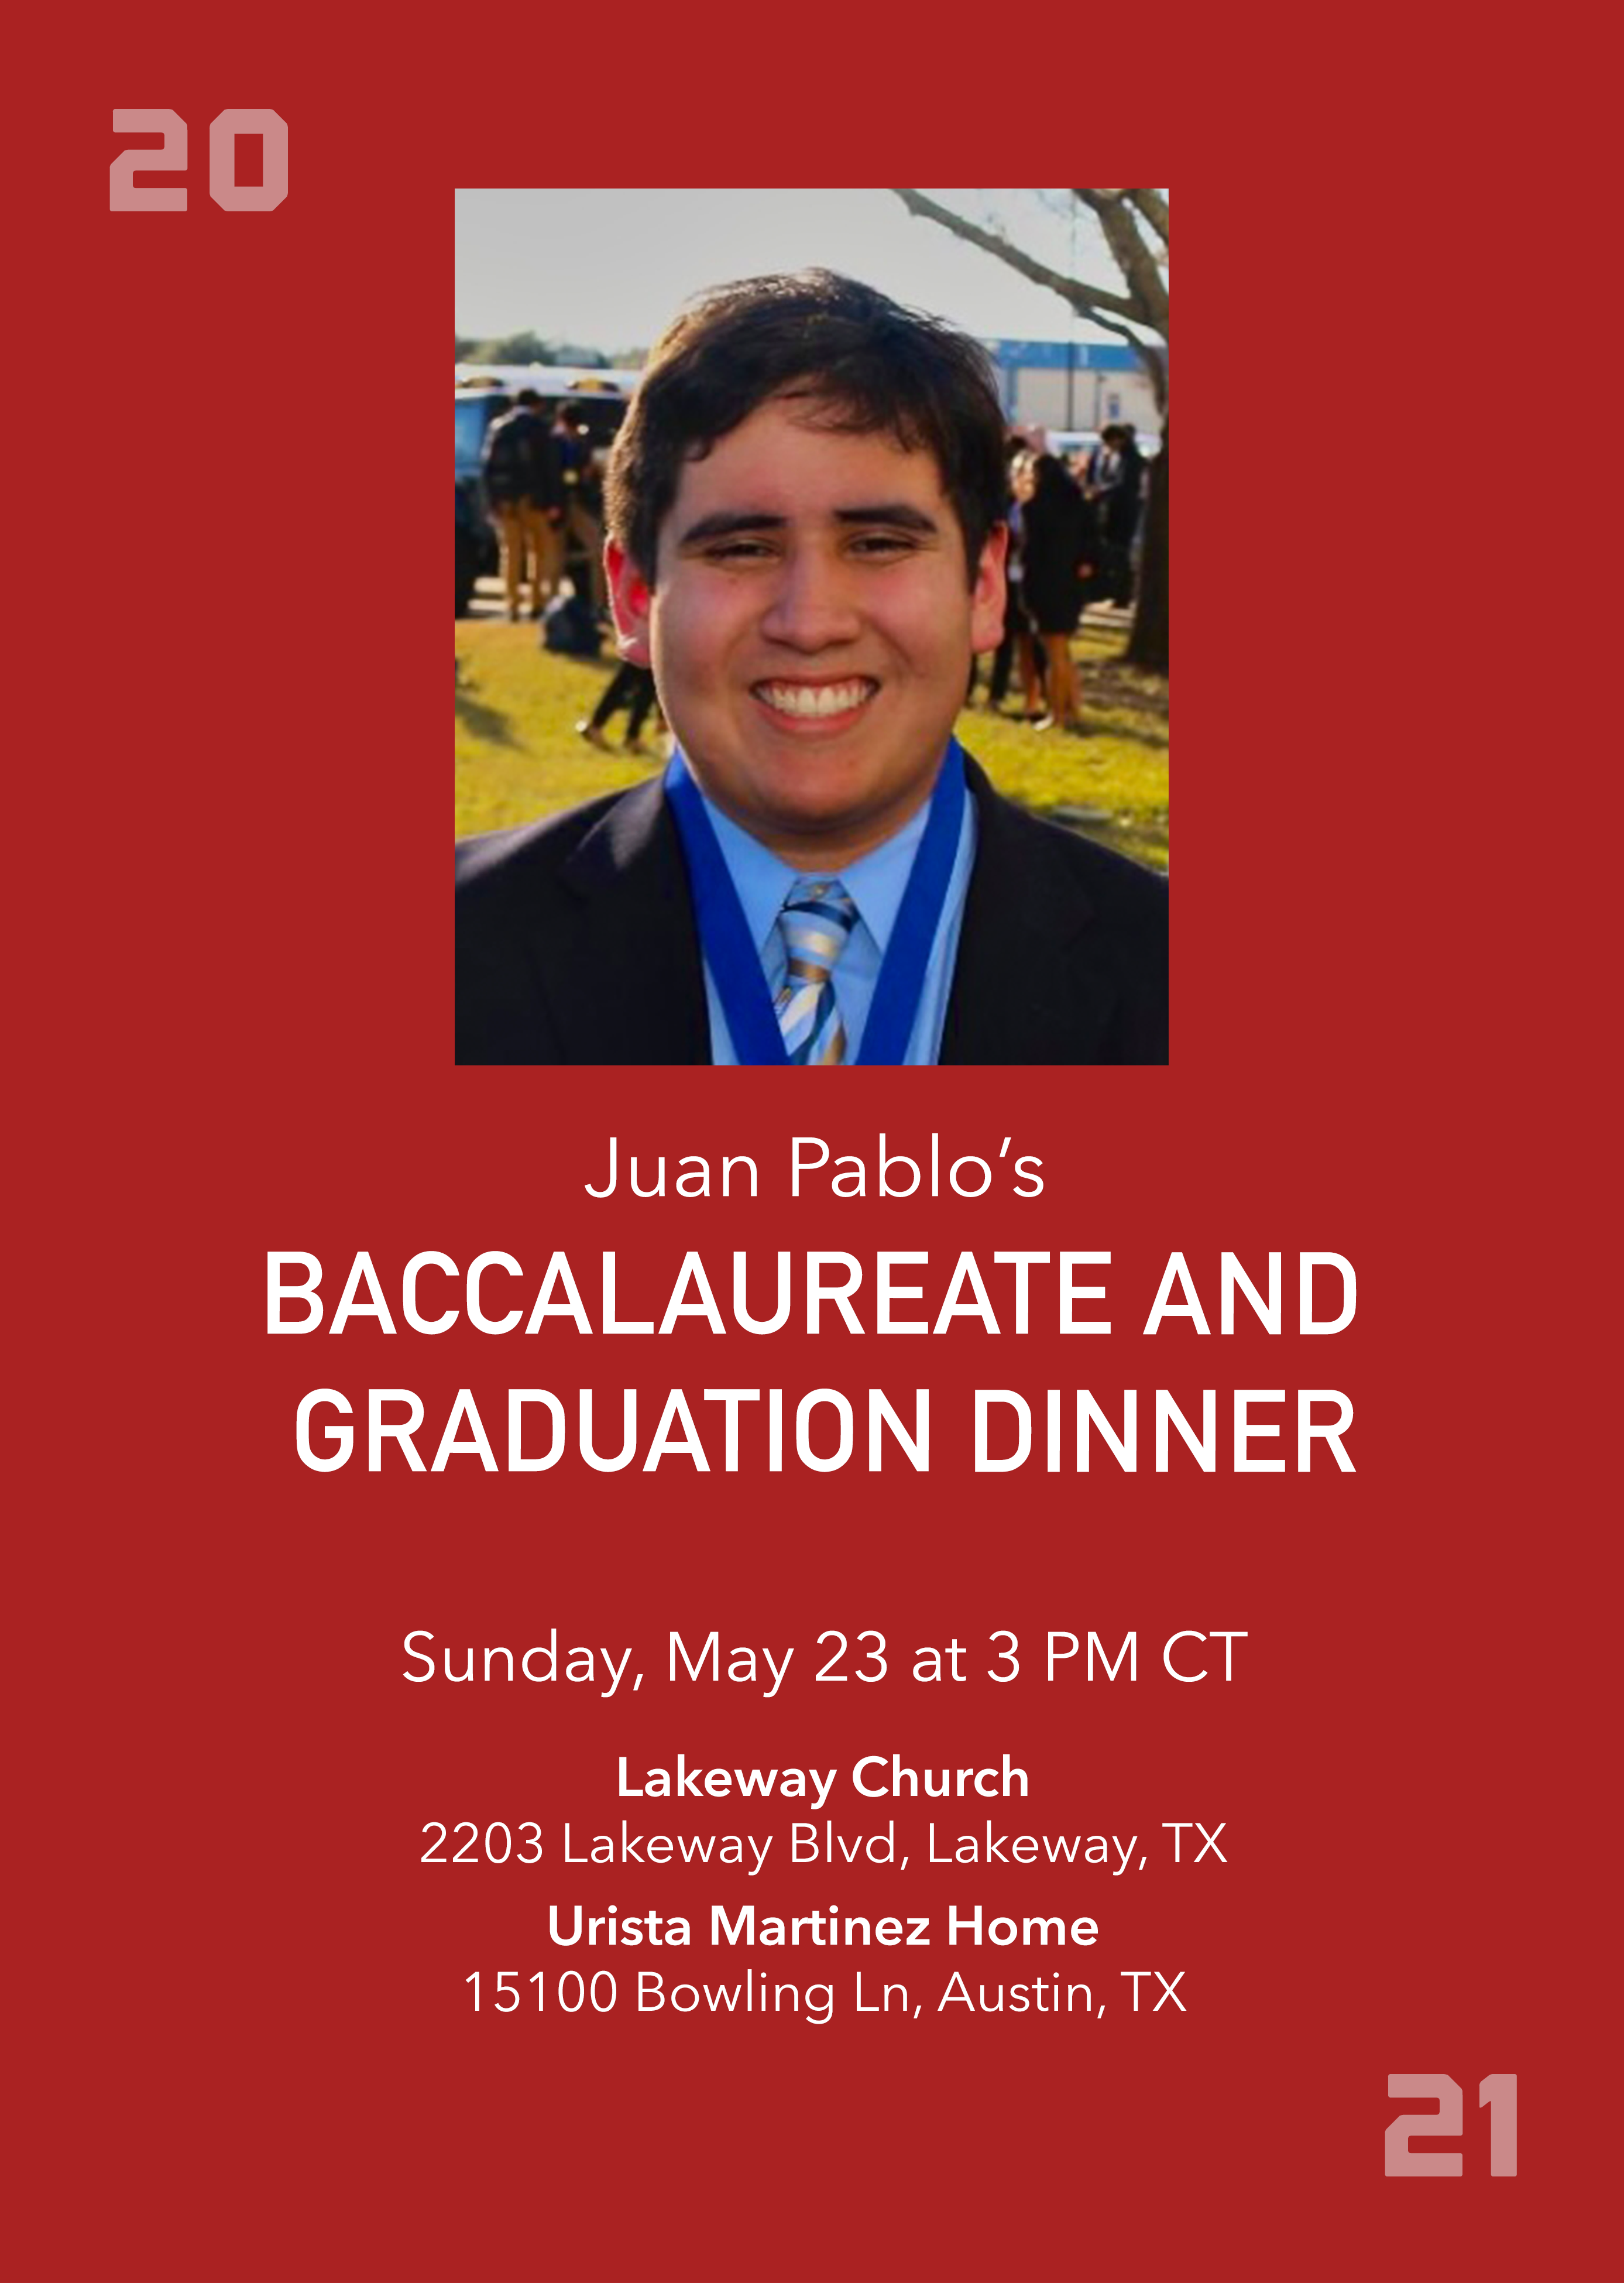 20
Juan Pablo’s
BACCALAUREATE AND
GRADUATION DINNER
Sunday, May 23 at 3 PM CT
Lakeway Church
2203 Lakeway Blvd, Lakeway, TX
Urista Martinez Home
15100 Bowling Ln, Austin, TX
21